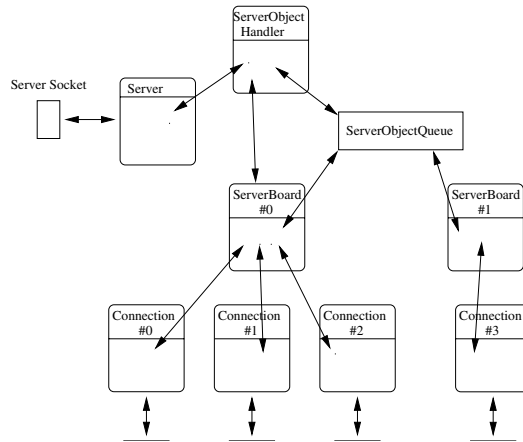 ServerObject
Handler
Server Socket
Server
ServerObjectQueue
ServerBoard
#0
ServerBoard
#1
Connection
#0
Connection
#1
Connection
#2
Connection
#3